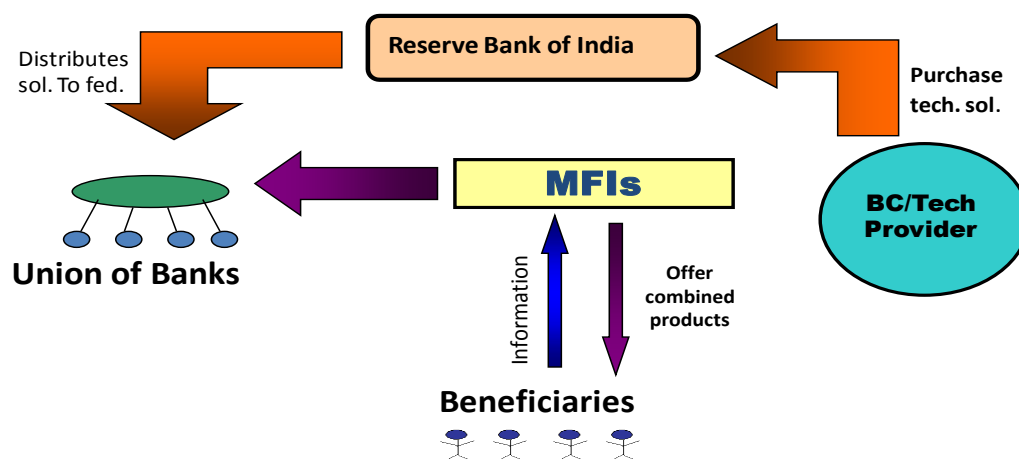 Reserve Bank of India
Distributes
sol. To fed.
Purchase
tech. sol.
MFIs
BC/Tech
Provider
Union of Banks
Information
Offer
combined
products
Beneficiaries